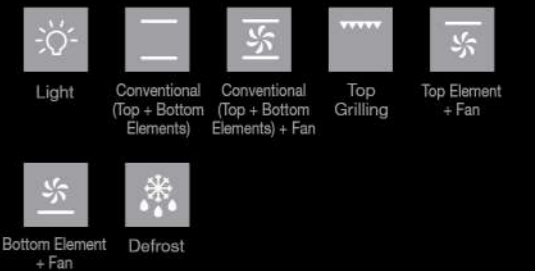 Light
Conventional
(Top + Bottom
Elements)
Conventional
(Top + Bottom
Elements) + Fan
Top
Grilling
Top Element
+ Fan
Bottom Element
+ Fan
Defrost